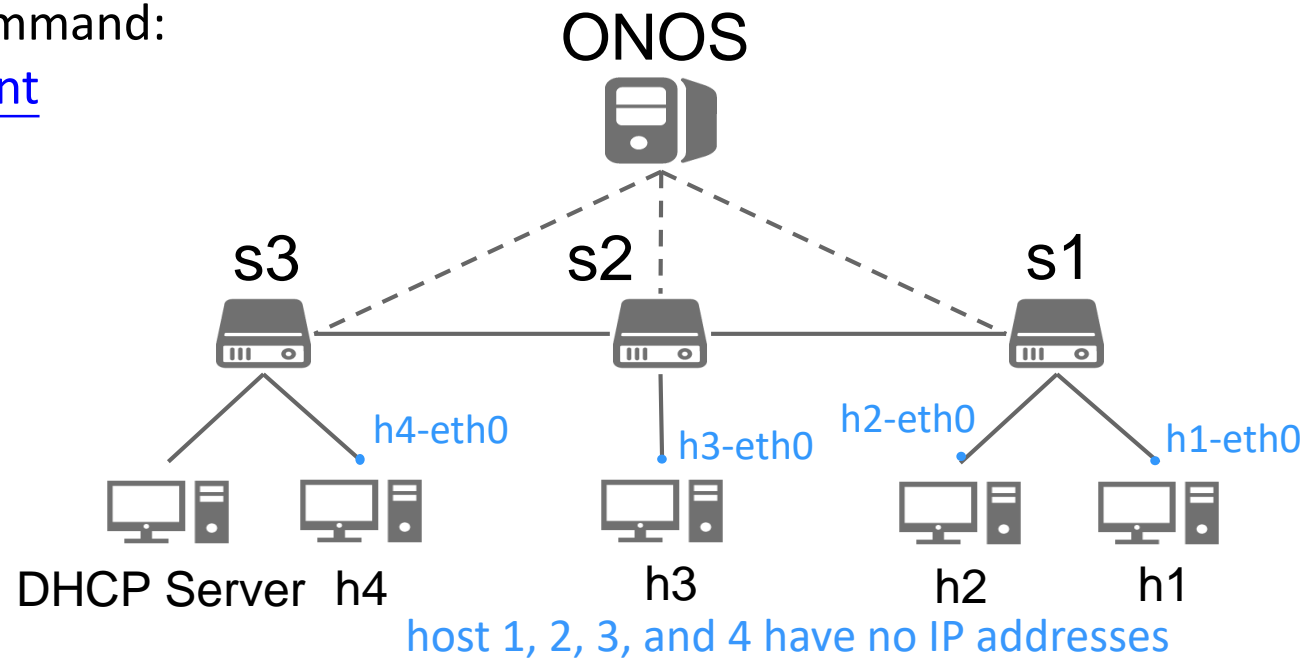 mmand:
nt
ONOS
s3
s2
s1
h4-eth0
h3-eth0
h2-eth0
h1-eth0
DHCP Server
h4
h3
h2
h1
host 1, 2, 3, and 4 have no IP addresses